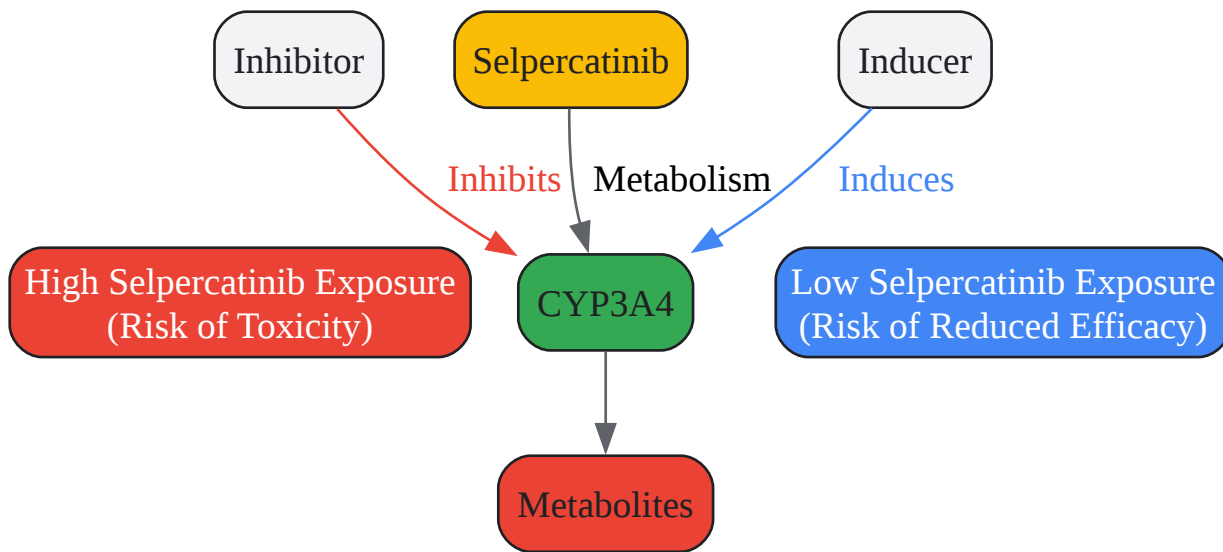 Inhibitor
Selpercatinib
Inducer
Inhibits
Metabolism
Induces
High Selpercatinib Exposure
(Risk of Toxicity)
CYP3A4
Low Selpercatinib Exposure
(Risk of Reduced Efficacy)
Metabolites